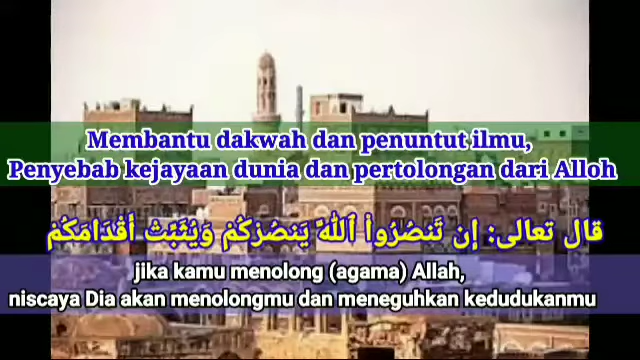 Membantu dakwah dan penuntut ilmu,
Penyebab kejayaan dunia dan pertolongan dari Alloh
قال تعالى: إِن تَنصُرُوا۟ ٱللَّهَ يَنصُرْكُمْ وَيُثَبِّتْ أَقْدَامَكُمْ
jika kamu menolong (agama) Allah,
niscaya Dia akan menolongmu dan meneguhkan kedudukanmu